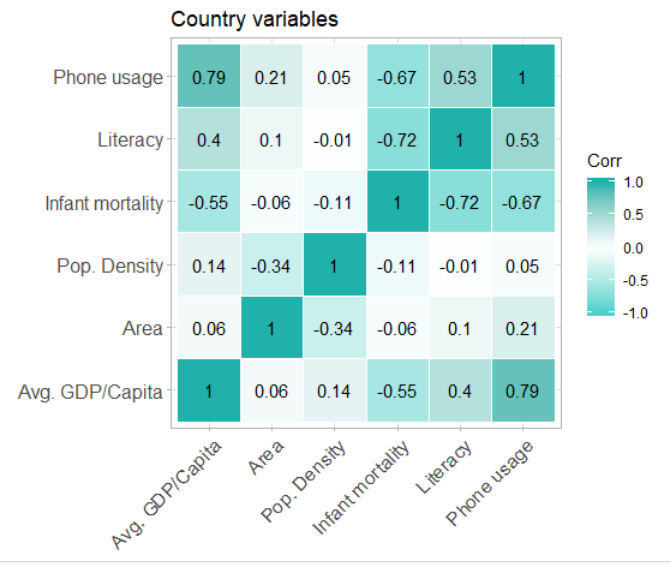 Country variables
Phone usage 0.79 0.21 0.05 -0.67 0.53 1
Literacy 0.4 0.1 -0.01 -0.72 1 0.53
Infant mortality -0.55 -0.06 -0.11 1 -0.72 -0.67
Pop. Density 0.14 -0.34 1 -0.11 -0.01 0.05
Area 0.06 1 -0.34 -0.06 0.1 0.21
Avg. GDP/Capita 1 0.06 0.14 -0.55 0.4 0.79
Avg. GDP/Capita
Area
Pop. Density
Infant mortality
Literacy
Phone usage
Corr
1.0
0.5
0.0
-0.5
-1.0